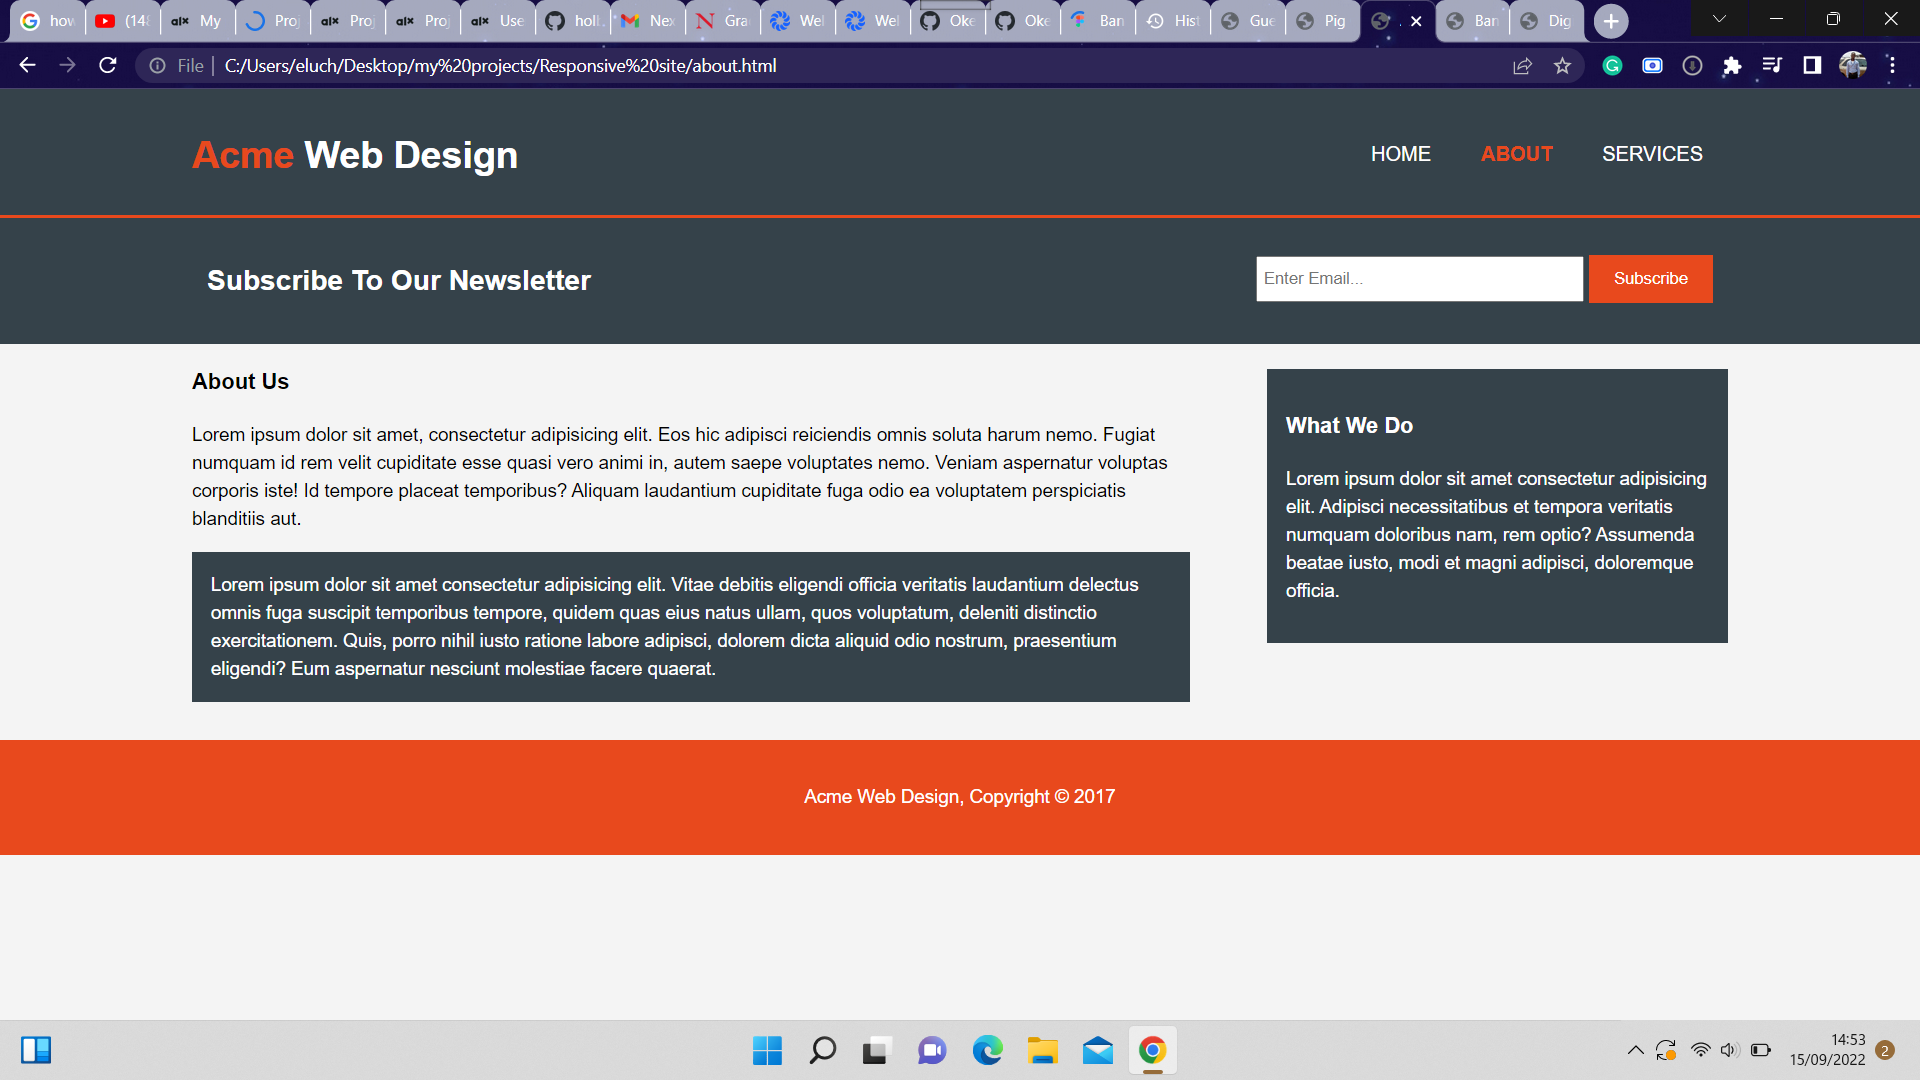 how (148 My Proj Proj Proj Use holl Nex Gra Wel Wel Oke Oke Ban Hist Gue Pig Ban Dig
File C:/Users/eluch/Desktop/my%20projects/Responsive%20site/about.html
Acme Web Design HOME ABOUT SERVICES
Subscribe To Our Newsletter Enter Email... Subscribe
About Us
Lorem ipsum dolor sit amet, consectetur adipisicing elit. Eos hic adipisci reiciendis omnis soluta harum nemo. Fugiat
numquam id rem velit cupiditate esse quasi vero animi in, autem saepe voluptates nemo. Veniam aspernatur voluptas
corporis iste! Id tempore placeat temporibus? Aliquam laudantium cupiditate fuga odio ea voluptatem perspiciatis
blanditiis aut.
Lorem ipsum dolor sit amet consectetur adipisicing elit. Vitae debitis eligendi officia veritatis laudantium delectus
omnis fuga suscipit temporibus tempore, quidem quas eius natus ullam, quos voluptatum, deleniti distinctio
exercitationem. Quis, porro nihil iusto ratione labore adipisci, dolorem dicta aliquid odio nostrum, praesentium
eligendi? Eum aspernatur nesciunt molestiae facere quaerat.
What We Do
Lorem ipsum dolor sit amet consectetur adipisicing
elit. Adipisci necessitatibus et tempora veritatis
numquam doloribus nam, rem optio? Assumenda
beatae iusto, modi et magni adipisci, doloremque
officia.
Acme Web Design, Copyright © 2017
14:53
15/09/2022 2